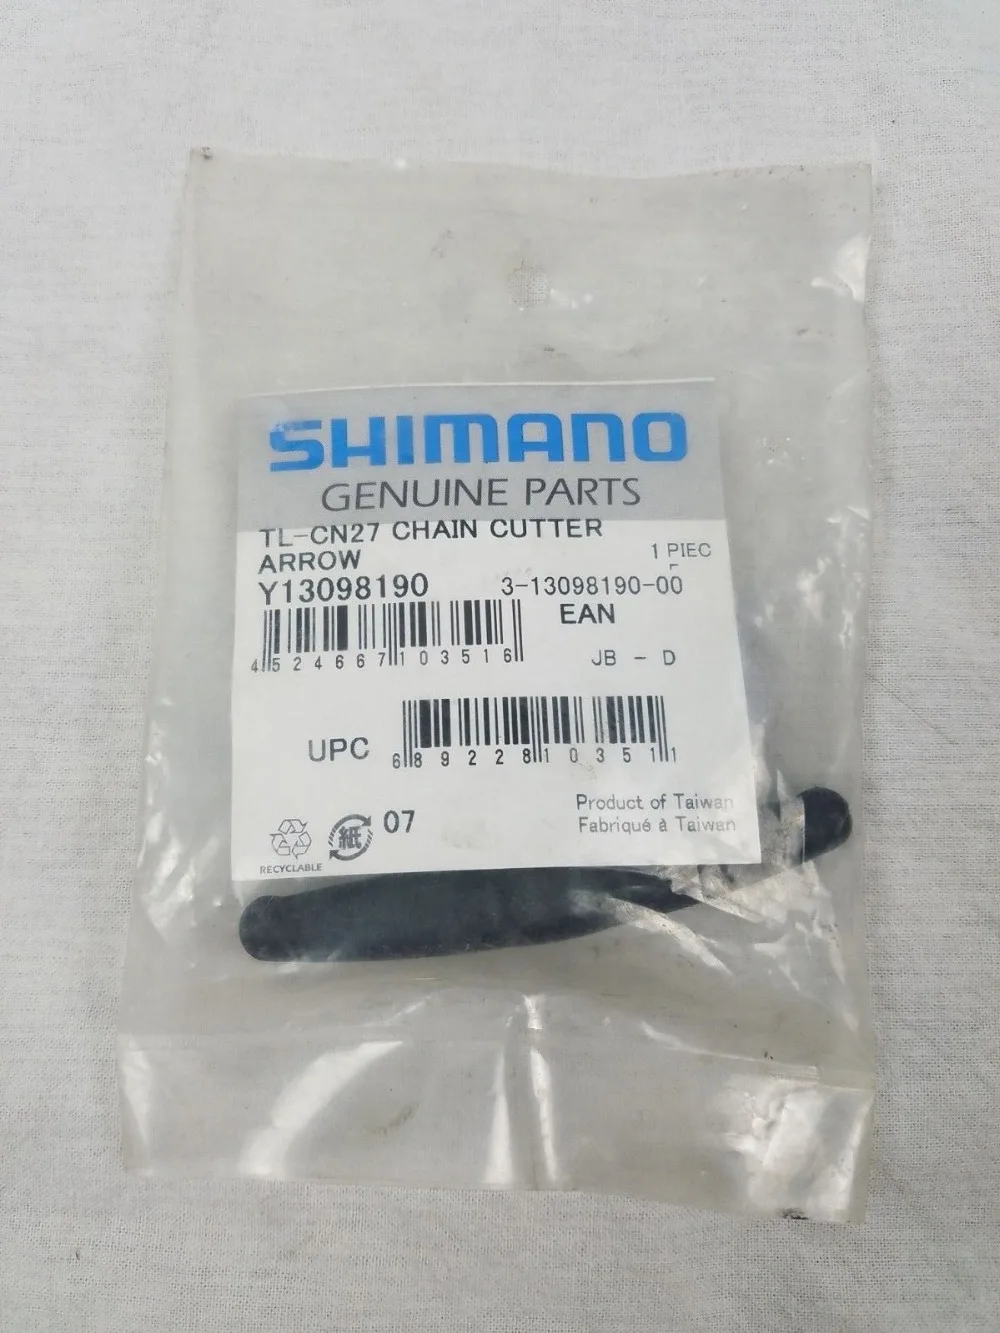 SHIMANO
GENUINE PARTS
TL-CN27 CHAIN CUTTER
ARROW
1 PIEC
Y13098190 3-13098190-00
EAN
4 524667 103516
JB - D
UPC
6 89228 10351 1
Product of Taiwan
Fabriqué à Taiwan
紙 07
RECYCLABLE